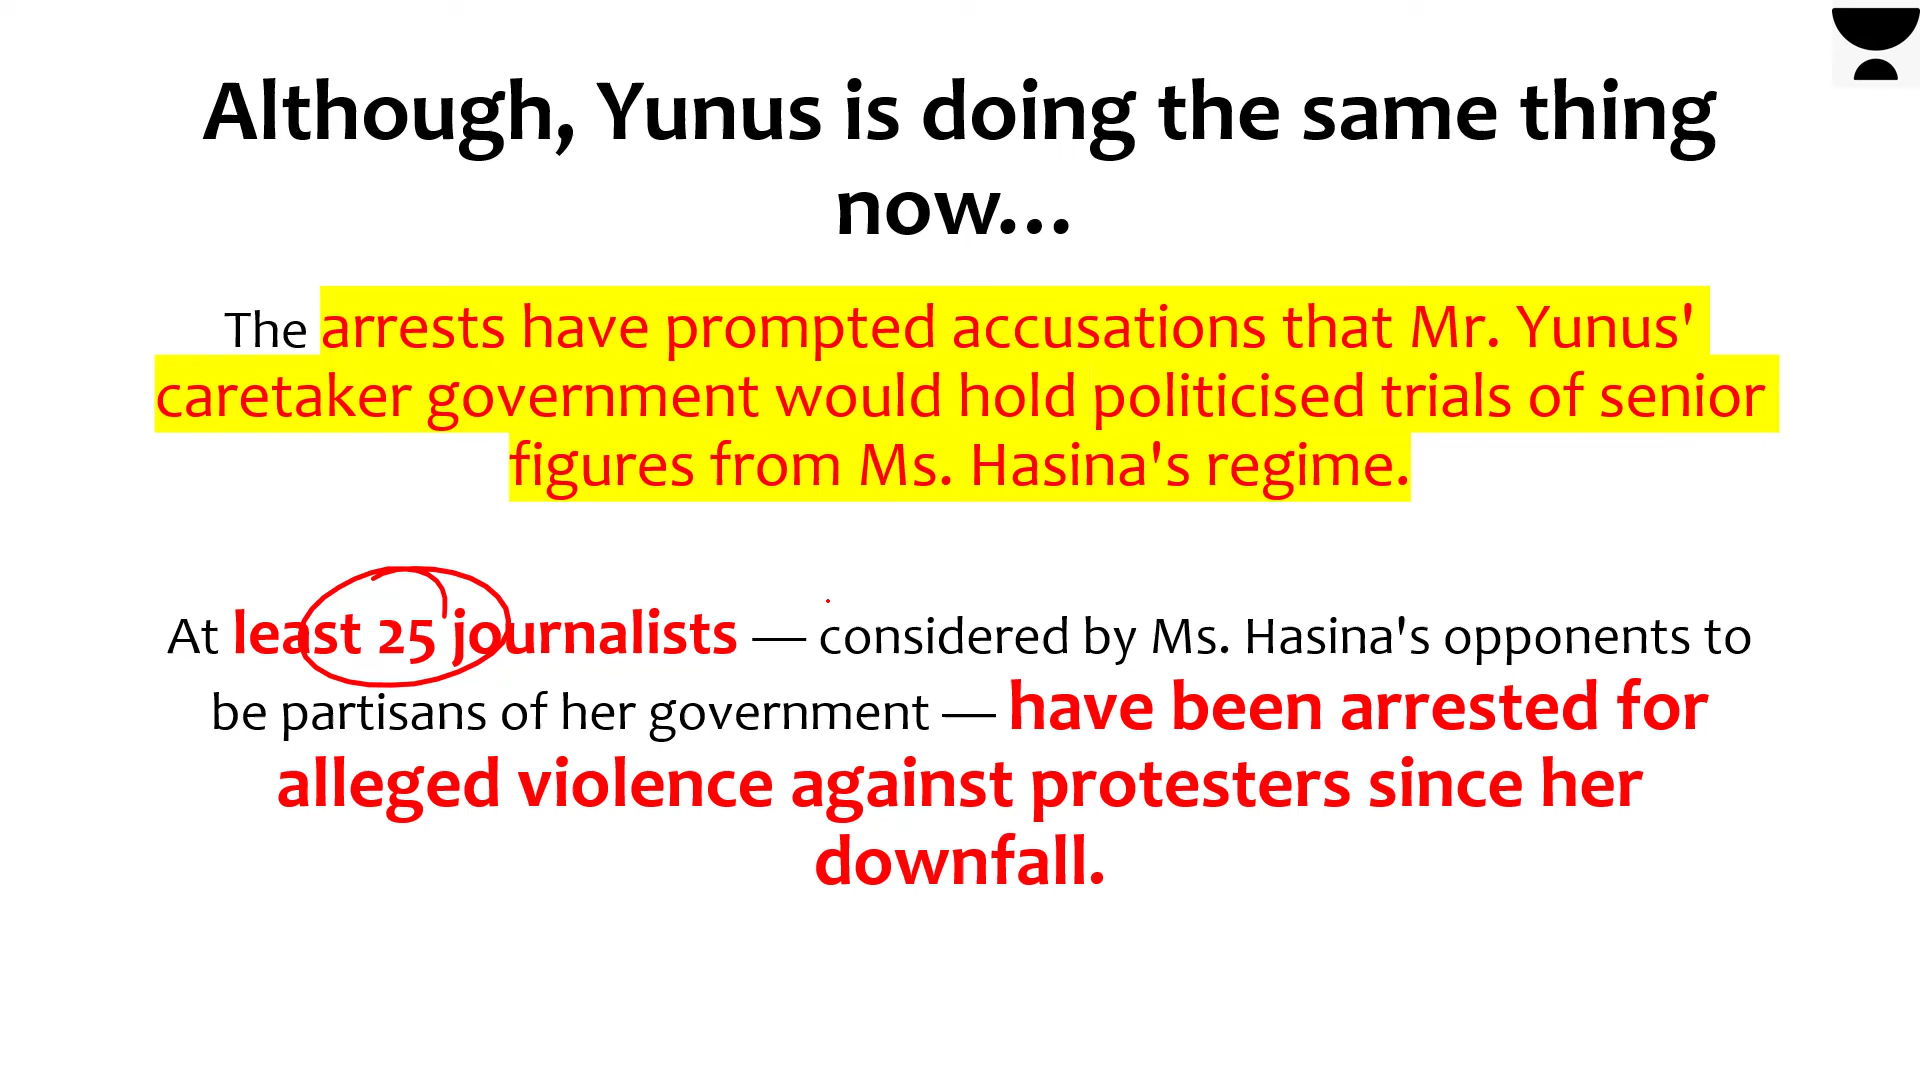 Although, Yunus is doing the same thing
now...
The arrests have prompted accusations that Mr. Yunus'
caretaker government would hold politicised trials of senior
figures from Ms. Hasina's regime.
At least 25 journalists — considered by Ms. Hasina's opponents to
be partisans of her government — have been arrested for
alleged violence against protesters since her
downfall.